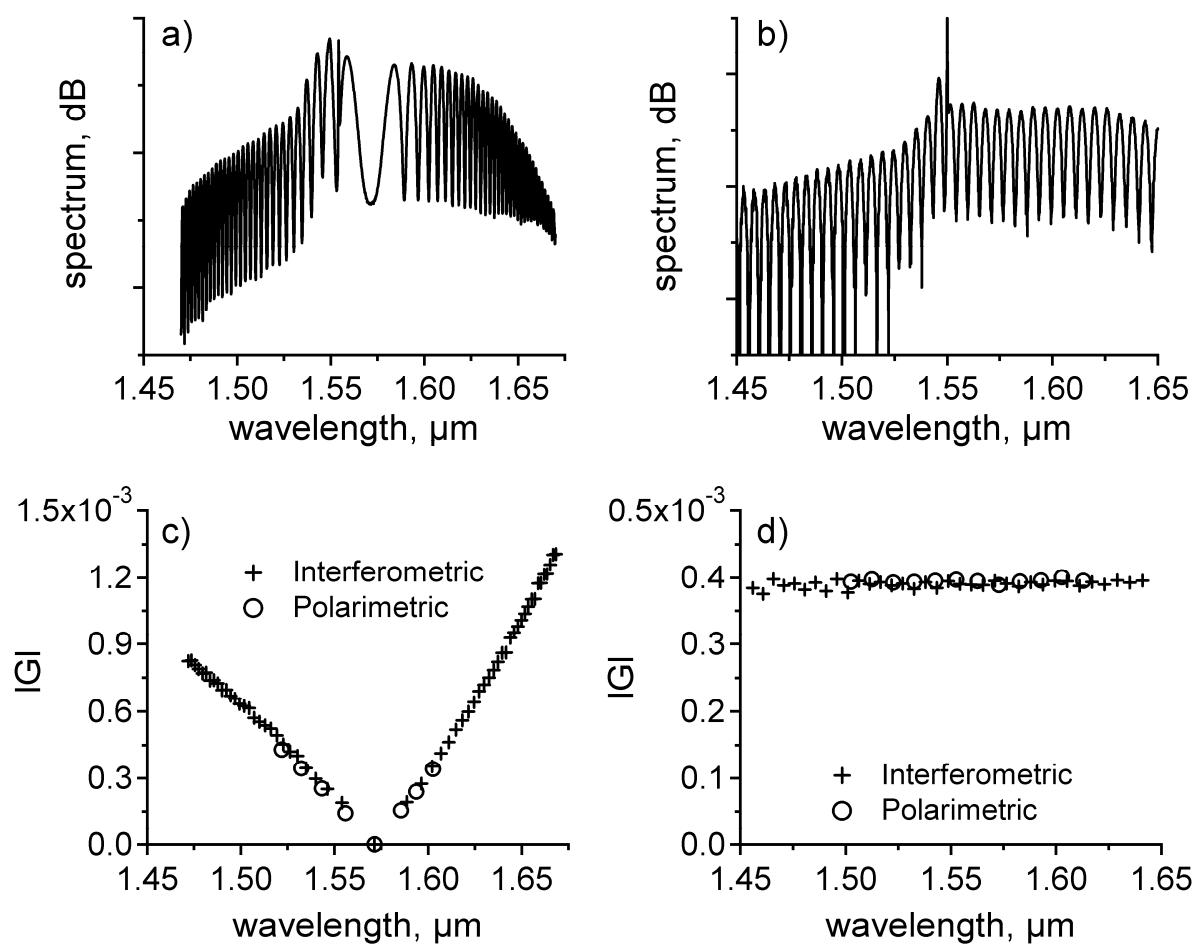 a)
spectrum, dB
1.45 1.50 1.55 1.60 1.65
wavelength, µm
b)
spectrum, dB
1.45 1.50 1.55 1.60 1.65
wavelength, µm
c)
1.5x10-3
1.2
0.9
0.6
0.3
0.0
|G|
Interferometric
Polarimetric
1.45 1.50 1.55 1.60 1.65
wavelength, µm
d)
0.5x10-3
0.4
0.3
0.2
0.1
0.0
|G|
Interferometric
Polarimetric
1.45 1.50 1.55 1.60 1.65
wavelength, µm